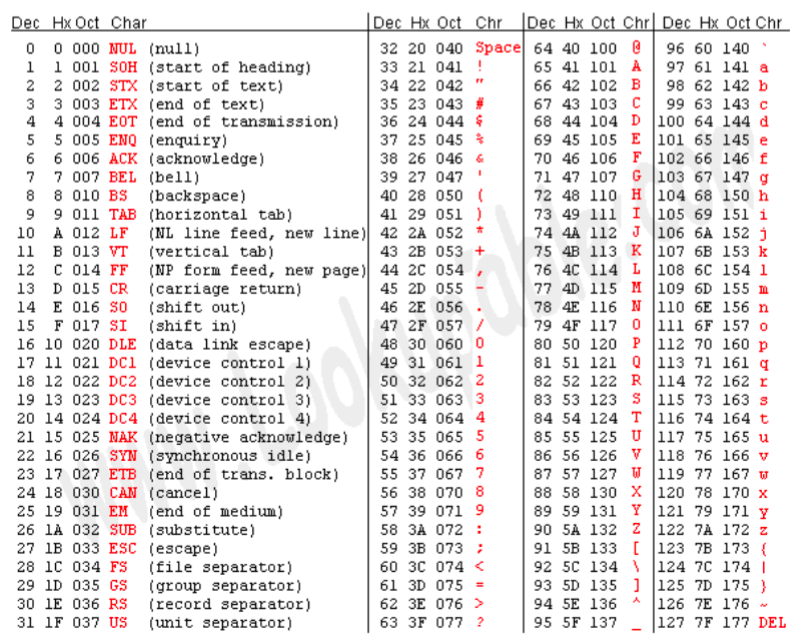 Dec Hx Oct Char Dec Hx Oct Chr Dec Hx Oct Chr Dec Hx Oct Chr
0 0 000 NUL (null) 32 20 040 Space 64 40 100 @ 96 60 140 `
1 1 001 SOH (start of heading) 33 21 041 ! 65 41 101 A 97 61 141 a
2 2 002 STX (start of text) 34 22 042 " 66 42 102 B 98 62 142 b
3 3 003 ETX (end of text) 35 23 043 # 67 43 103 C 99 63 143 c
4 4 004 EOT (end of transmission) 36 24 044 $ 68 44 104 D 100 64 144 d
5 5 005 ENQ (enquiry) 37 25 045 % 69 45 105 E 101 65 145 e
6 6 006 ACK (acknowledge) 38 26 046 & 70 46 106 F 102 66 146 f
7 7 007 BEL (bell) 39 27 047 ' 71 47 107 G 103 67 147 g
8 8 010 BS (backspace) 40 28 050 ( 72 48 110 H 104 68 150 h
9 9 011 TAB (horizontal tab) 41 29 051 ) 73 49 111 I 105 69 151 i
10 A 012 LF (NL line feed, new line) 42 2A 052 * 74 4A 112 J 106 6A 152 j
11 B 013 VT (vertical tab) 43 2B 053 + 75 4B 113 K 107 6B 153 k
12 C 014 FF (NP form feed, new page) 44 2C 054 , 76 4C 114 L 108 6C 154 l
13 D 015 CR (carriage return) 45 2D 055 - 77 4D 115 M 109 6D 155 m
14 E 016 SO (shift out) 46 2E 056 . 78 4E 116 N 110 6E 156 n
15 F 017 SI (shift in) 47 2F 057 / 79 4F 117 O 111 6F 157 o
16 10 020 DLE (data link escape) 48 30 060 0 80 50 120 P 112 70 160 p
17 11 021 DC1 (device control 1) 49 31 061 1 81 51 121 Q 113 71 161 q
18 12 022 DC2 (device control 2) 50 32 062 2 82 52 122 R 114 72 162 r
19 13 023 DC3 (device control 3) 51 33 063 3 83 53 123 S 115 73 163 s
20 14 024 DC4 (device control 4) 52 34 064 4 84 54 124 T 116 74 164 t
21 15 025 NAK (negative acknowledge) 53 35 065 5 85 55 125 U 117 75 165 u
22 16 026 SYN (synchronous idle) 54 36 066 6 86 56 126 V 118 76 166 v
23 17 027 ETB (end of trans. block) 55 37 067 7 87 57 127 W 119 77 167 w
24 18 030 CAN (cancel) 56 38 070 8 88 58 130 X 120 78 170 x
25 19 031 EM (end of medium) 57 39 071 9 89 59 131 Y 121 79 171 y
26 1A 032 SUB (substitute) 58 3A 072 : 90 5A 132 Z 122 7A 172 z
27 1B 033 ESC (escape) 59 3B 073 ; 91 5B 133 [ 123 7B 173 {
28 1C 034 FS (file separator) 60 3C 074 < 92 5C 134 \ 124 7C 174 |
29 1D 035 GS (group separator) 61 3D 075 = 93 5D 135 ] 125 7D 175 }
30 1E 036 RS (record separator) 62 3E 076 > 94 5E 136 ^ 126 7E 176 ~
31 1F 037 US (unit separator) 63 3F 077 ? 95 5F 137 _ 127 7F 177 DEL